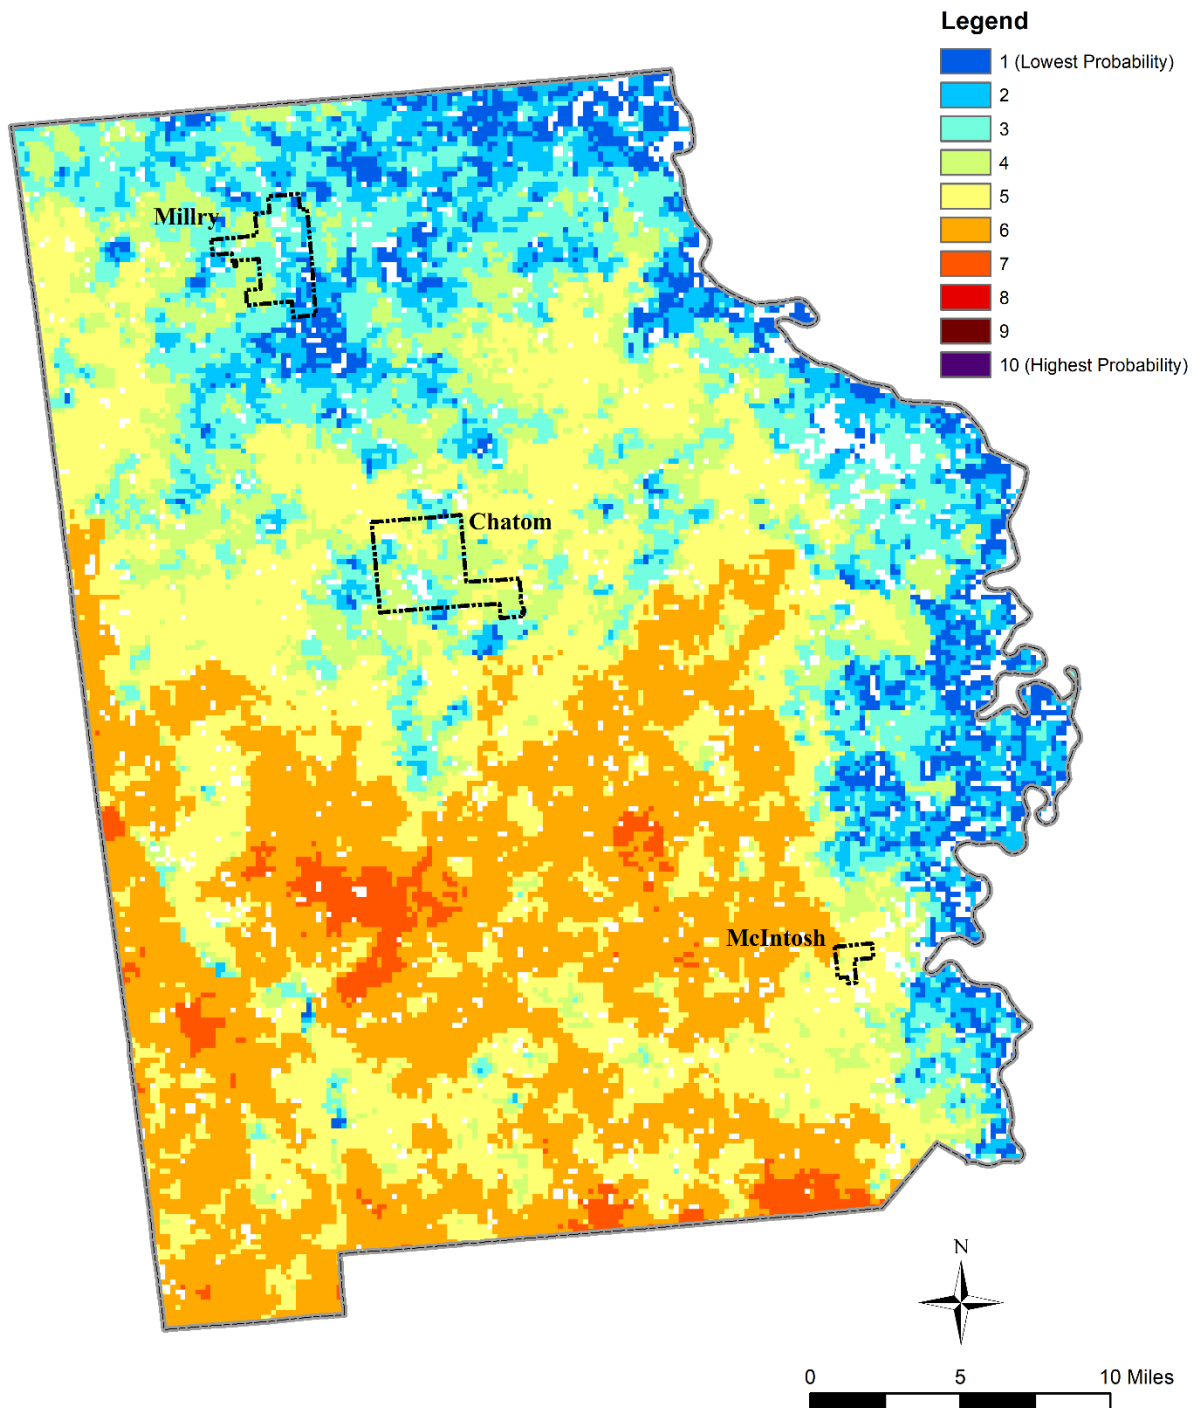 Legend
1 (Lowest Probability)
2
3
4
5
6
7
8
9
10 (Highest Probability)
Millry
Chatom
McIntosh
N
0 5 10 Miles